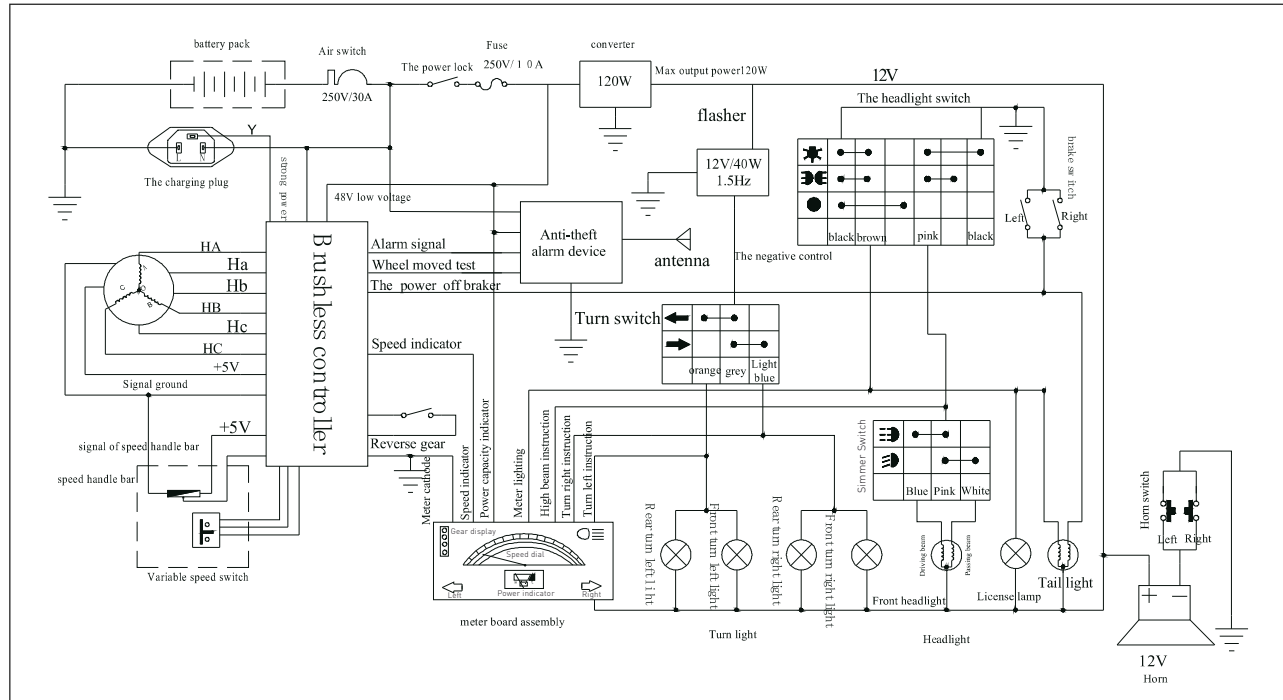 battery pack
Air switch
250V/30A
The power lock
Fuse
250V/10A
converter
120W
Max output power120W
12V
flasher
12V/40W
1.5Hz
The headlight switch
black
brown
pink
black
brake switch
Left
Right
Y
L
N
The charging plug
strong power
48V low voltage
Anti-theft
alarm device
antenna
The negative control
HA
Ha
Hb
HB
Hc
HC
+5V
Signal ground
A
B
C
Brushless controller
Alarm signal
Wheel moved test
The power off braker
Speed indicator
Reverse gear
Turn switch
orange
grey
Light
blue
signal of speed handle bar
+5V
speed handle bar
Variable speed switch
Meter cathode
Speed indicator
Power capacity indicator
Meter lighting
High beam instruction
Turn right instruction
Turn left instruction
Gear display
Speed dial
Left
Power indicator
Right
meter board assembly
Rear turn left liht
Front turn left light
Rear turn right light
Front turn right light
Turn light
Simmer Switch
Blue
Pink
White
Driving beam
Passing beam
Front headlight
Headlight
License lamp
Tail light
Horn switch
Left
Right
+
−
12V
Horn